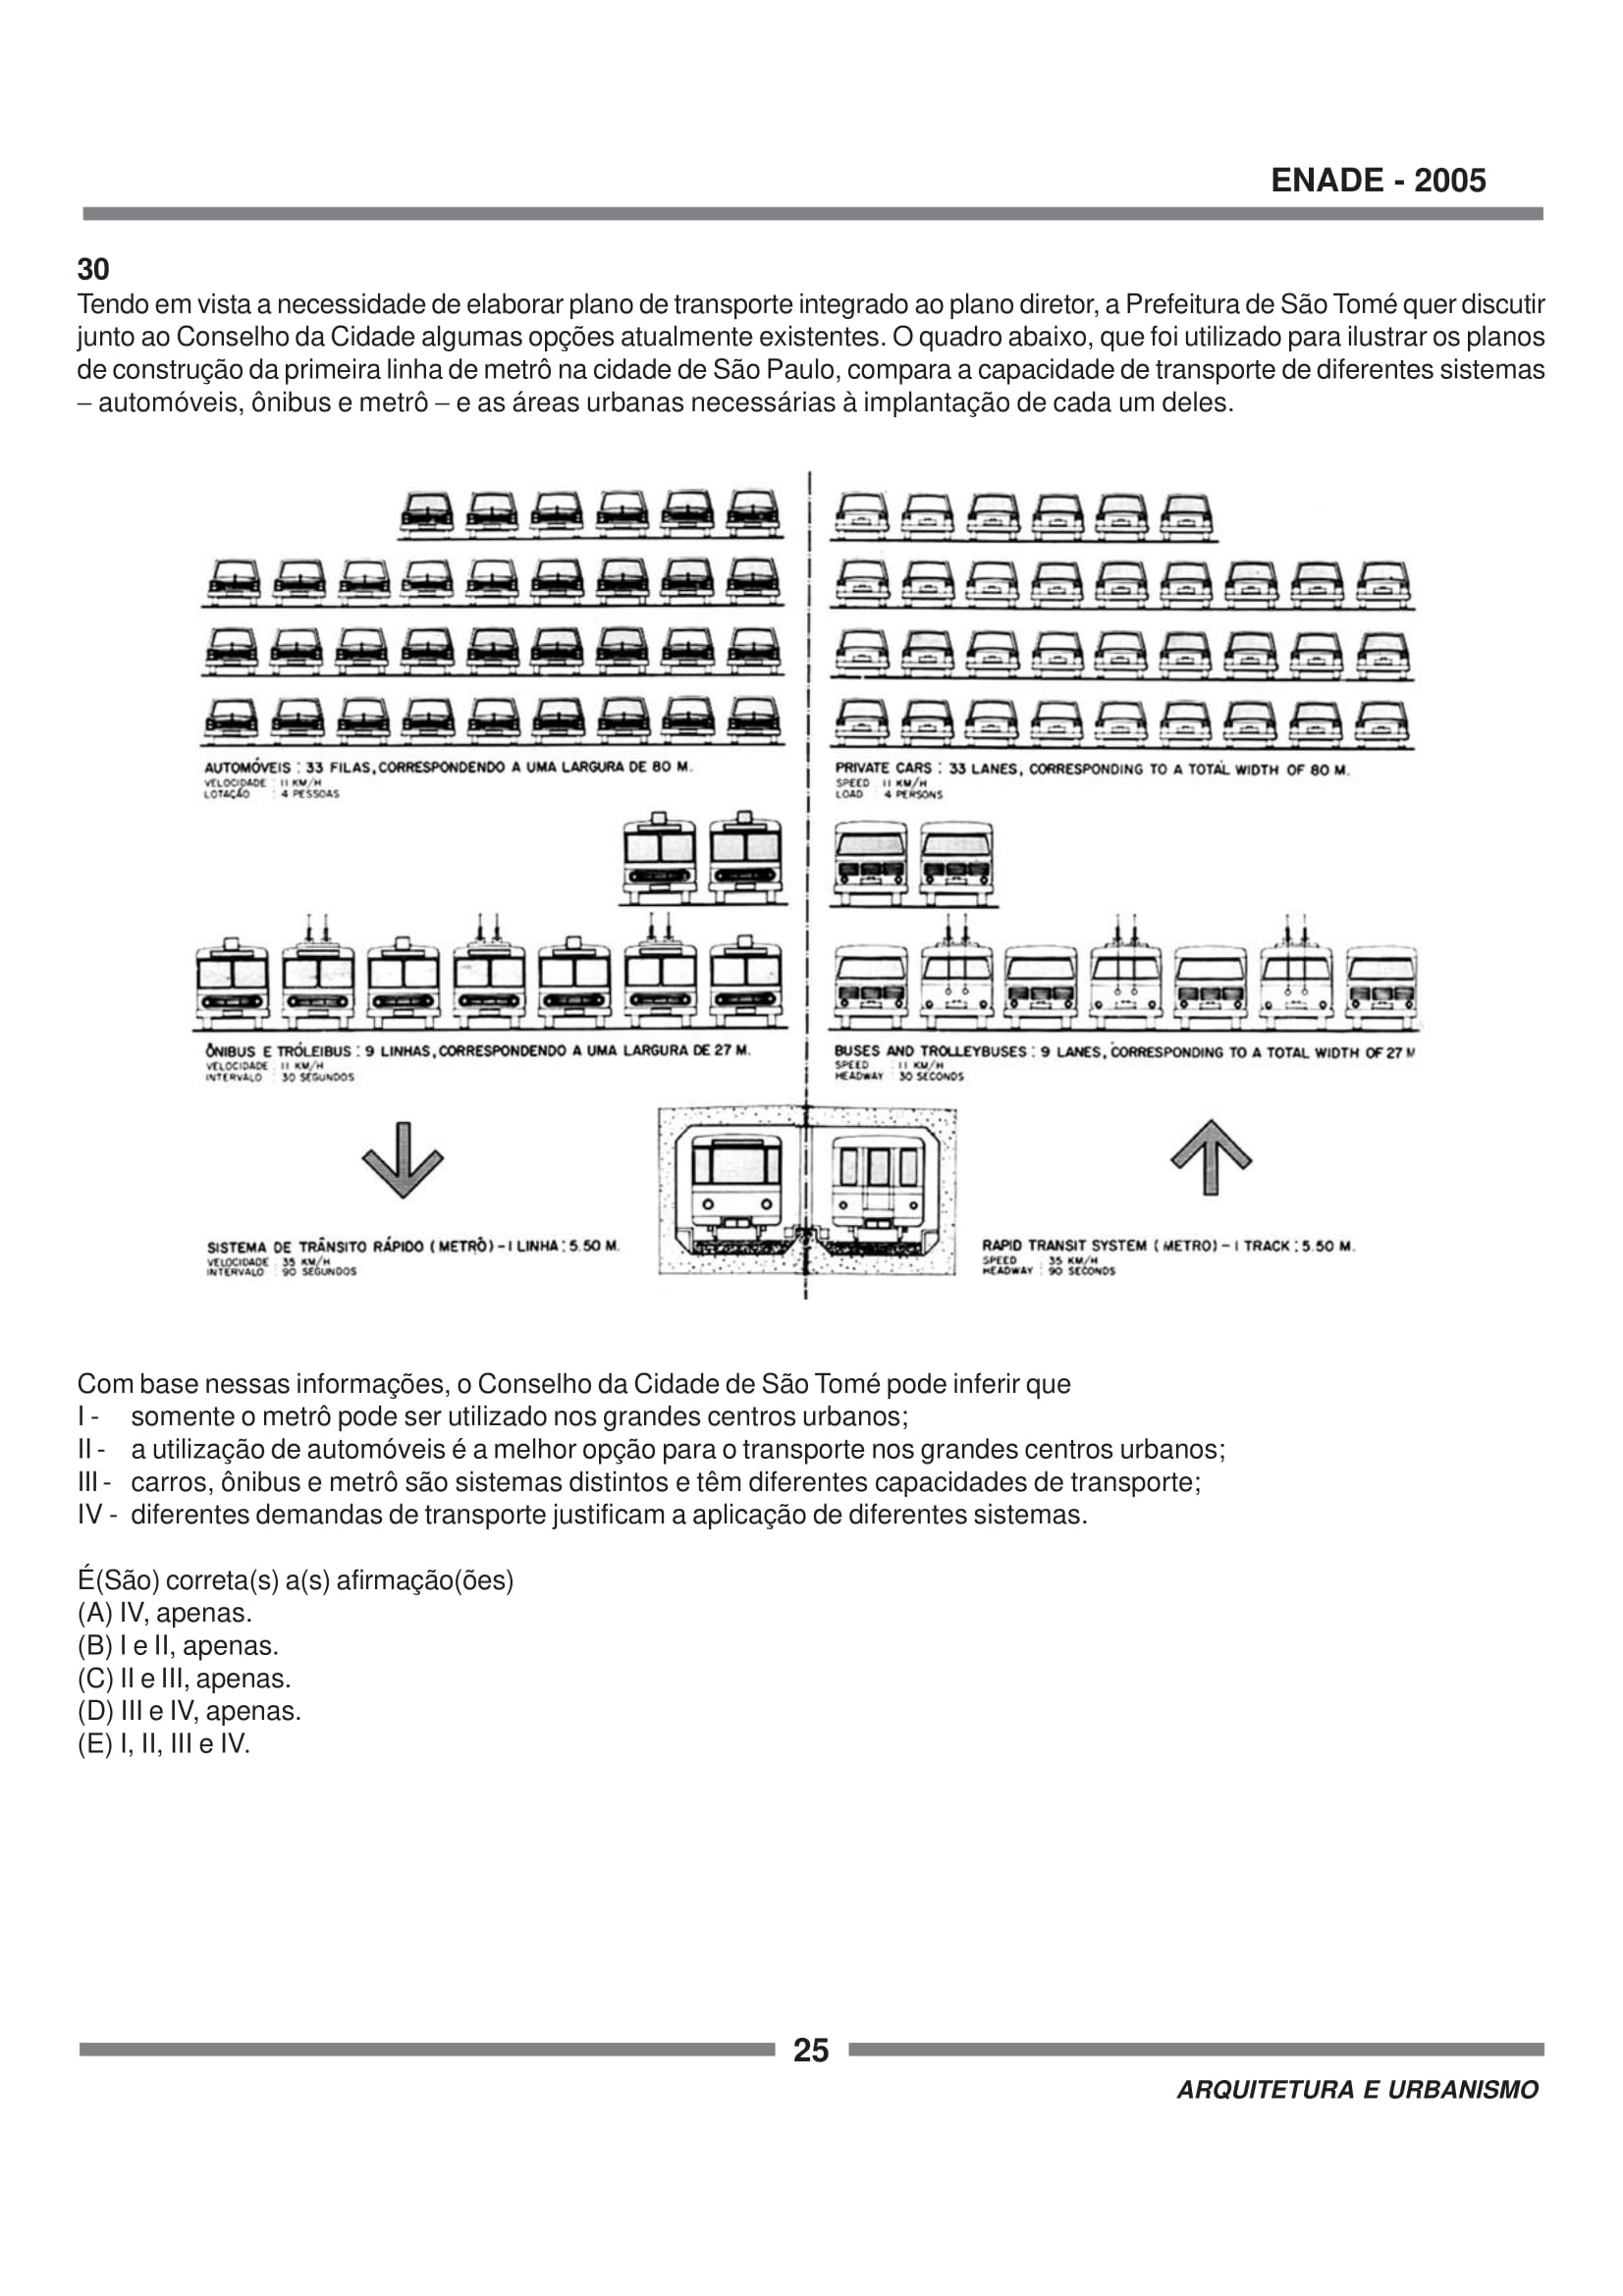 ENADE - 2005
30
Tendo em vista a necessidade de elaborar plano de transporte integrado ao plano diretor, a Prefeitura de São Tomé quer discutir
junto ao Conselho da Cidade algumas opções atualmente existentes. O quadro abaixo, que foi utilizado para ilustrar os planos
de construção da primeira linha de metrô na cidade de São Paulo, compara a capacidade de transporte de diferentes sistemas
– automóveis, ônibus e metrô – e as áreas urbanas necessárias à implantação de cada um deles.
AUTOMÓVEIS : 33 FILAS, CORRESPONDENDO A UMA LARGURA DE 80 M.
VELOCIDADE : 11 KM/H
LOTAÇÃO : 4 PESSOAS
PRIVATE CARS : 33 LANES, CORRESPONDING TO A TOTAL WIDTH OF 80 M.
SPEED : 11 KM/H
LOAD : 4 PERSONS
ÔNIBUS E TRÓLEIBUS : 9 LINHAS, CORRESPONDENDO A UMA LARGURA DE 27 M.
VELOCIDADE : 11 KM/H
INTERVALO : 30 SEGUNDOS
BUSES AND TROLLEYBUSES : 9 LANES, CORRESPONDING TO A TOTAL WIDTH OF 27 M
SPEED : 11 KM/H
HEADWAY : 30 SECONDS
SISTEMA DE TRÂNSITO RÁPIDO ( METRÔ ) - 1 LINHA : 5.50 M.
VELOCIDADE : 35 KM/H
INTERVALO : 90 SEGUNDOS
RAPID TRANSIT SYSTEM ( METRO ) - 1 TRACK : 5.50 M.
SPEED : 35 KM/H
HEADWAY : 90 SECONDS
Com base nessas informações, o Conselho da Cidade de São Tomé pode inferir que
I - somente o metrô pode ser utilizado nos grandes centros urbanos;
II - a utilização de automóveis é a melhor opção para o transporte nos grandes centros urbanos;
III - carros, ônibus e metrô são sistemas distintos e têm diferentes capacidades de transporte;
IV - diferentes demandas de transporte justificam a aplicação de diferentes sistemas.
É(São) correta(s) a(s) afirmação(ões)
(A) IV, apenas.
(B) I e II, apenas.
(C) II e III, apenas.
(D) III e IV, apenas.
(E) I, II, III e IV.
25
ARQUITETURA E URBANISMO